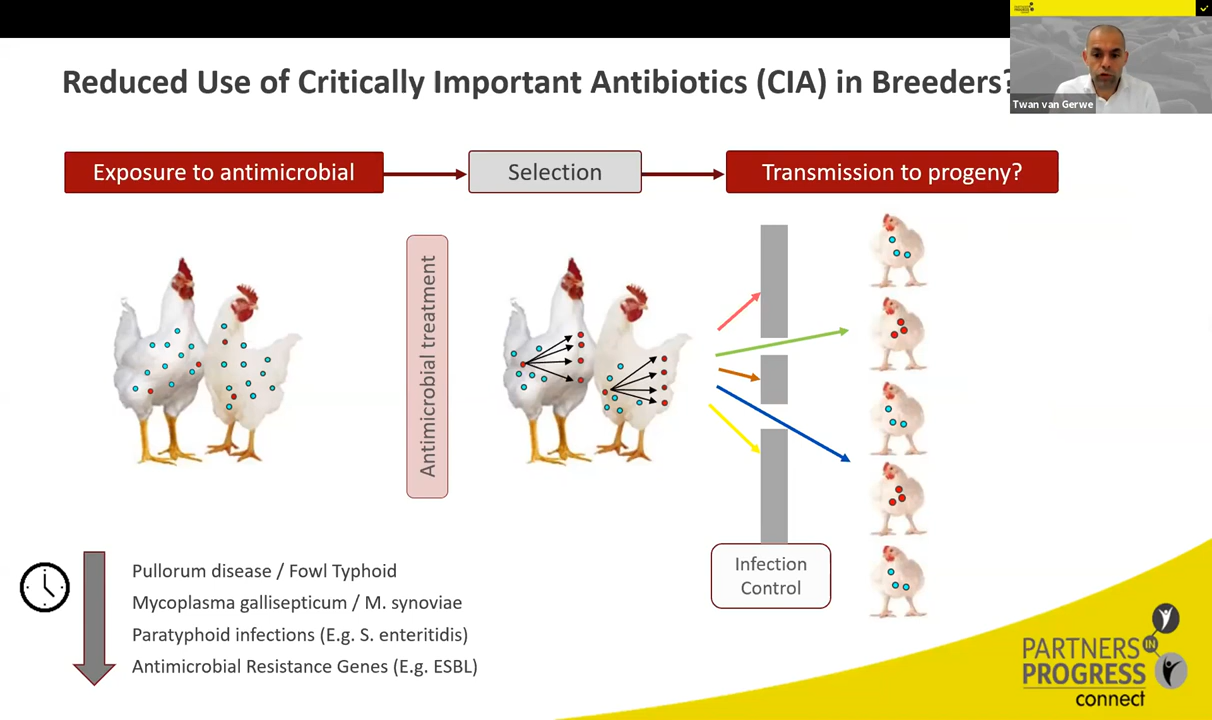 Reduced Use of Critically Important Antibiotics (CIA) in Breeders?
Twan van Gerwe
Exposure to antimicrobial
Selection
Transmission to progeny?
Antimicrobial treatment
Infection
Control
Pullorum disease / Fowl Typhoid
Mycoplasma gallisepticum / M. synoviae
Paratyphoid infections (E.g. S. enteritidis)
Antimicrobial Resistance Genes (E.g. ESBL)
PARTNERS
IN
PROGRESS
connect